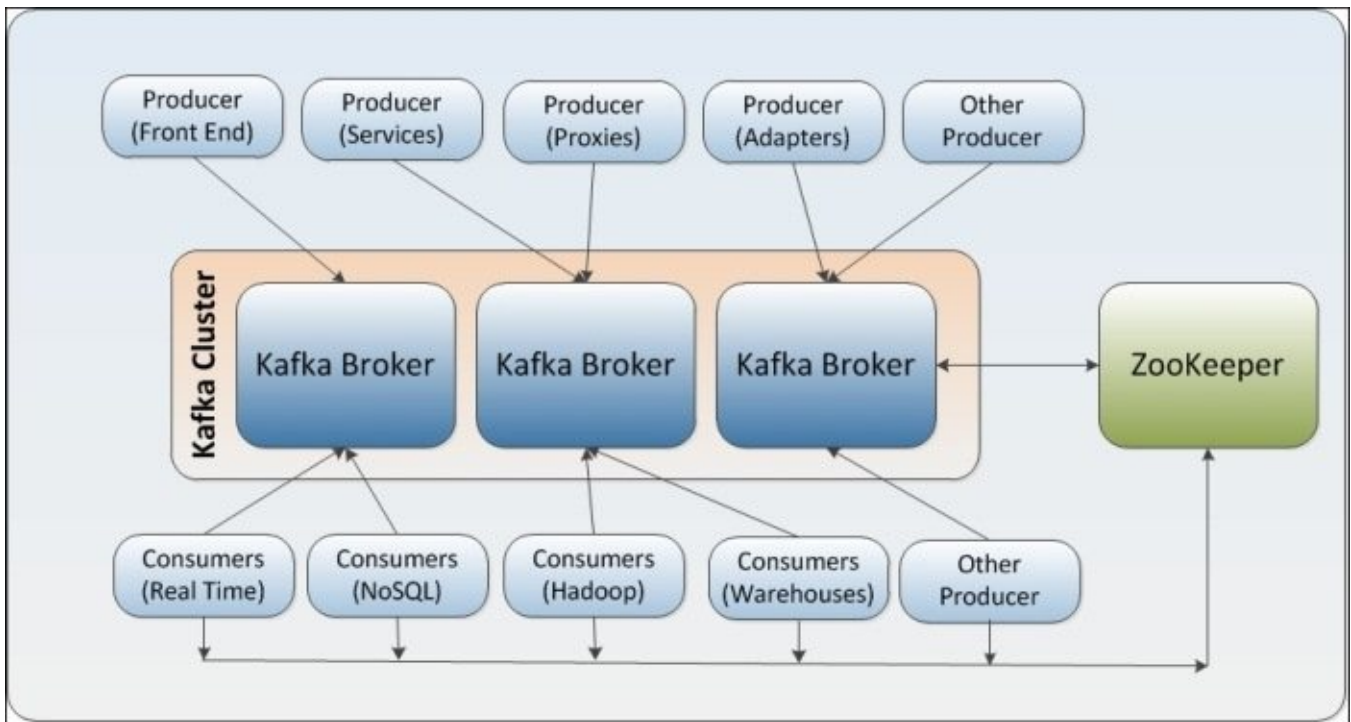 Producer
(Front End)
Producer
(Services)
Producer
(Proxies)
Producer
(Adapters)
Other
Producer
Kafka Cluster
Kafka Broker
Kafka Broker
Kafka Broker
ZooKeeper
Consumers
(Real Time)
Consumers
(NoSQL)
Consumers
(Hadoop)
Consumers
(Warehouses)
Other
Producer